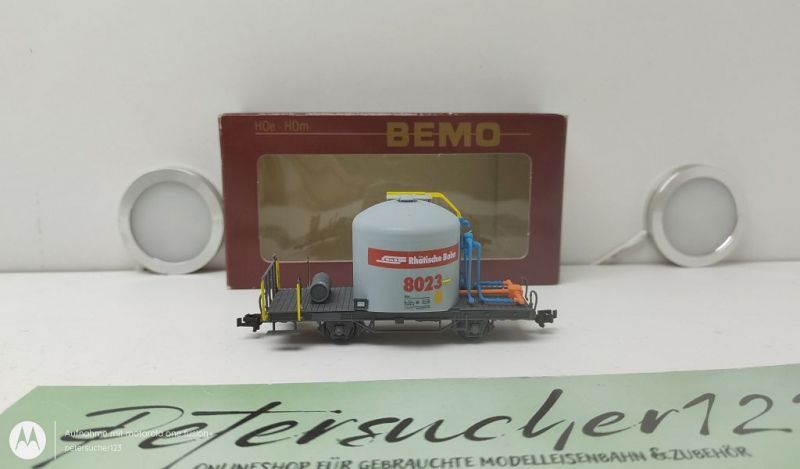 H0e - H0m
BEMO
Rhätische Bahn
8023
Petersucher123
ONLINESHOP FÜR GEBRAUCHTE MODELLEISENBAHN & ZUBEHÖR
Aufnahme mit motorola one fusion+
petersucher123